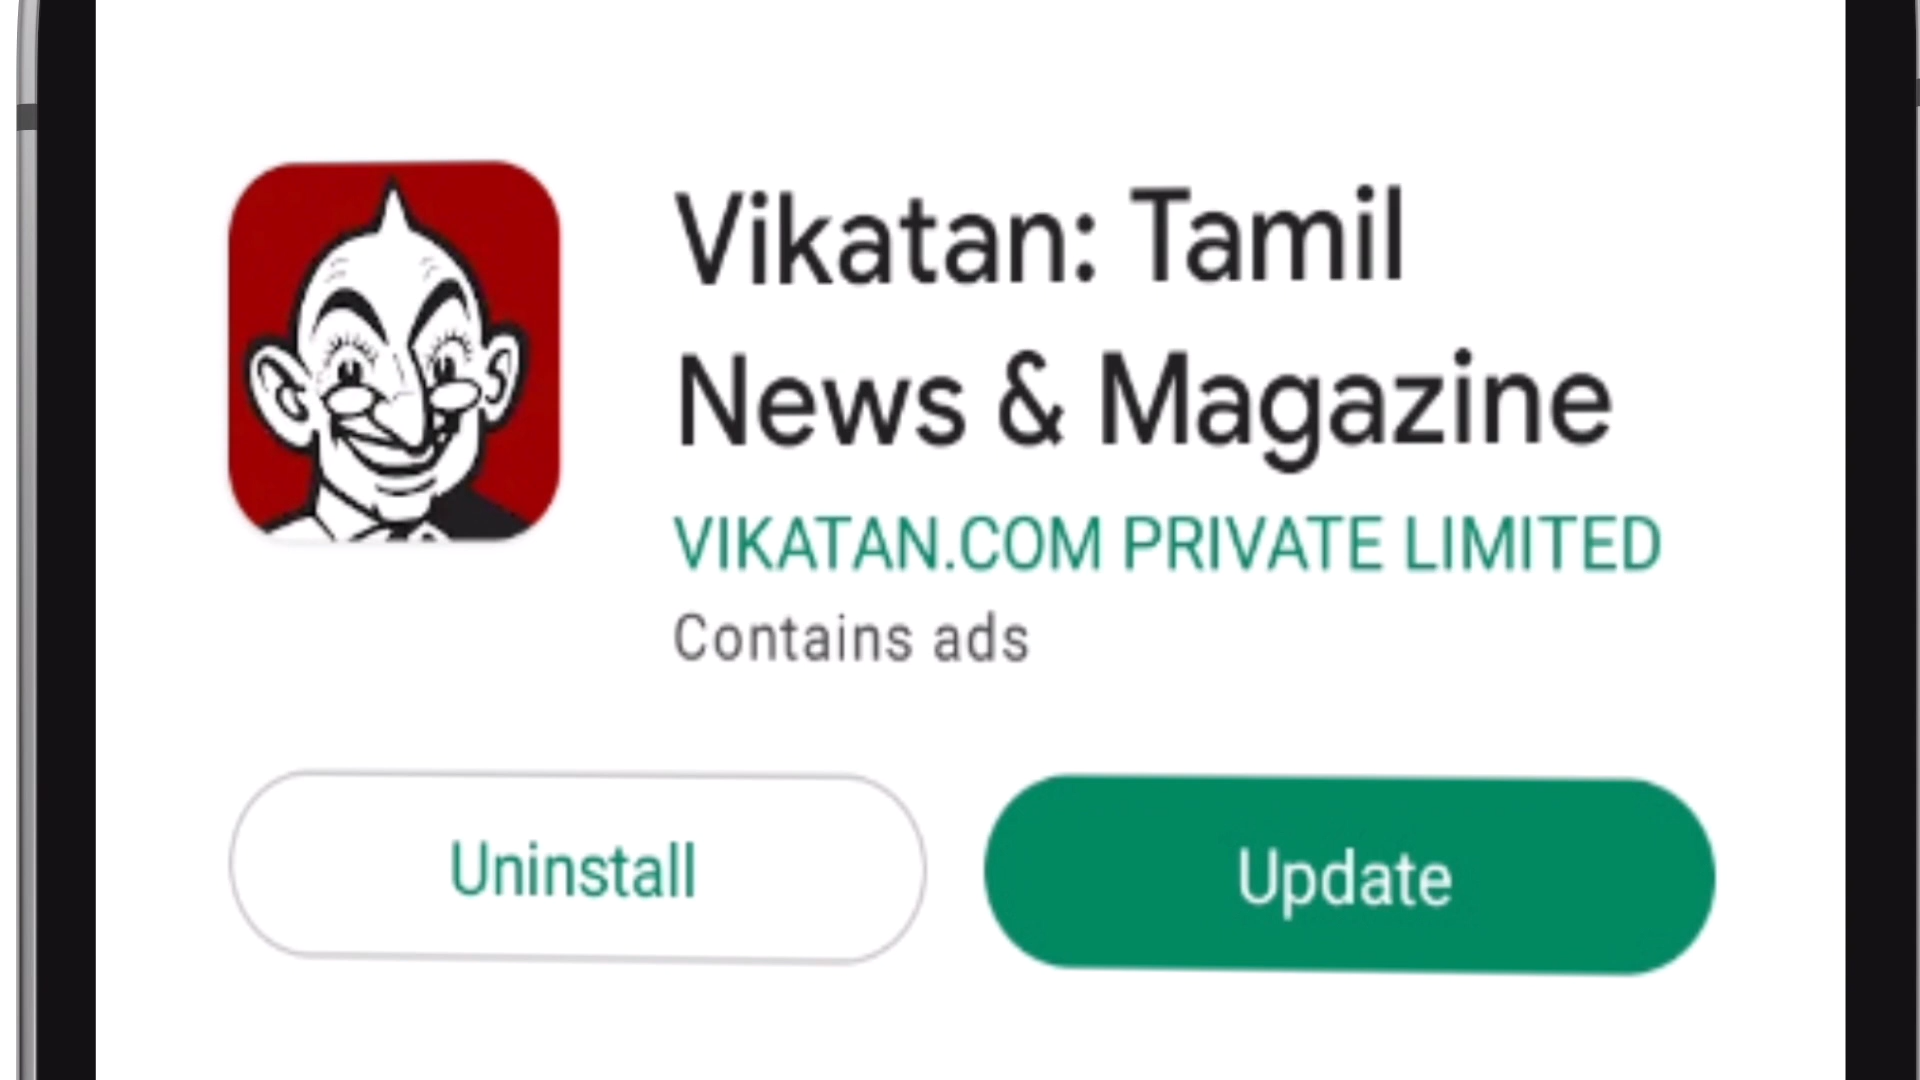 Vikatan: Tamil
News & Magazine
VIKATAN.COM PRIVATE LIMITED
Contains ads
Uninstall
Update